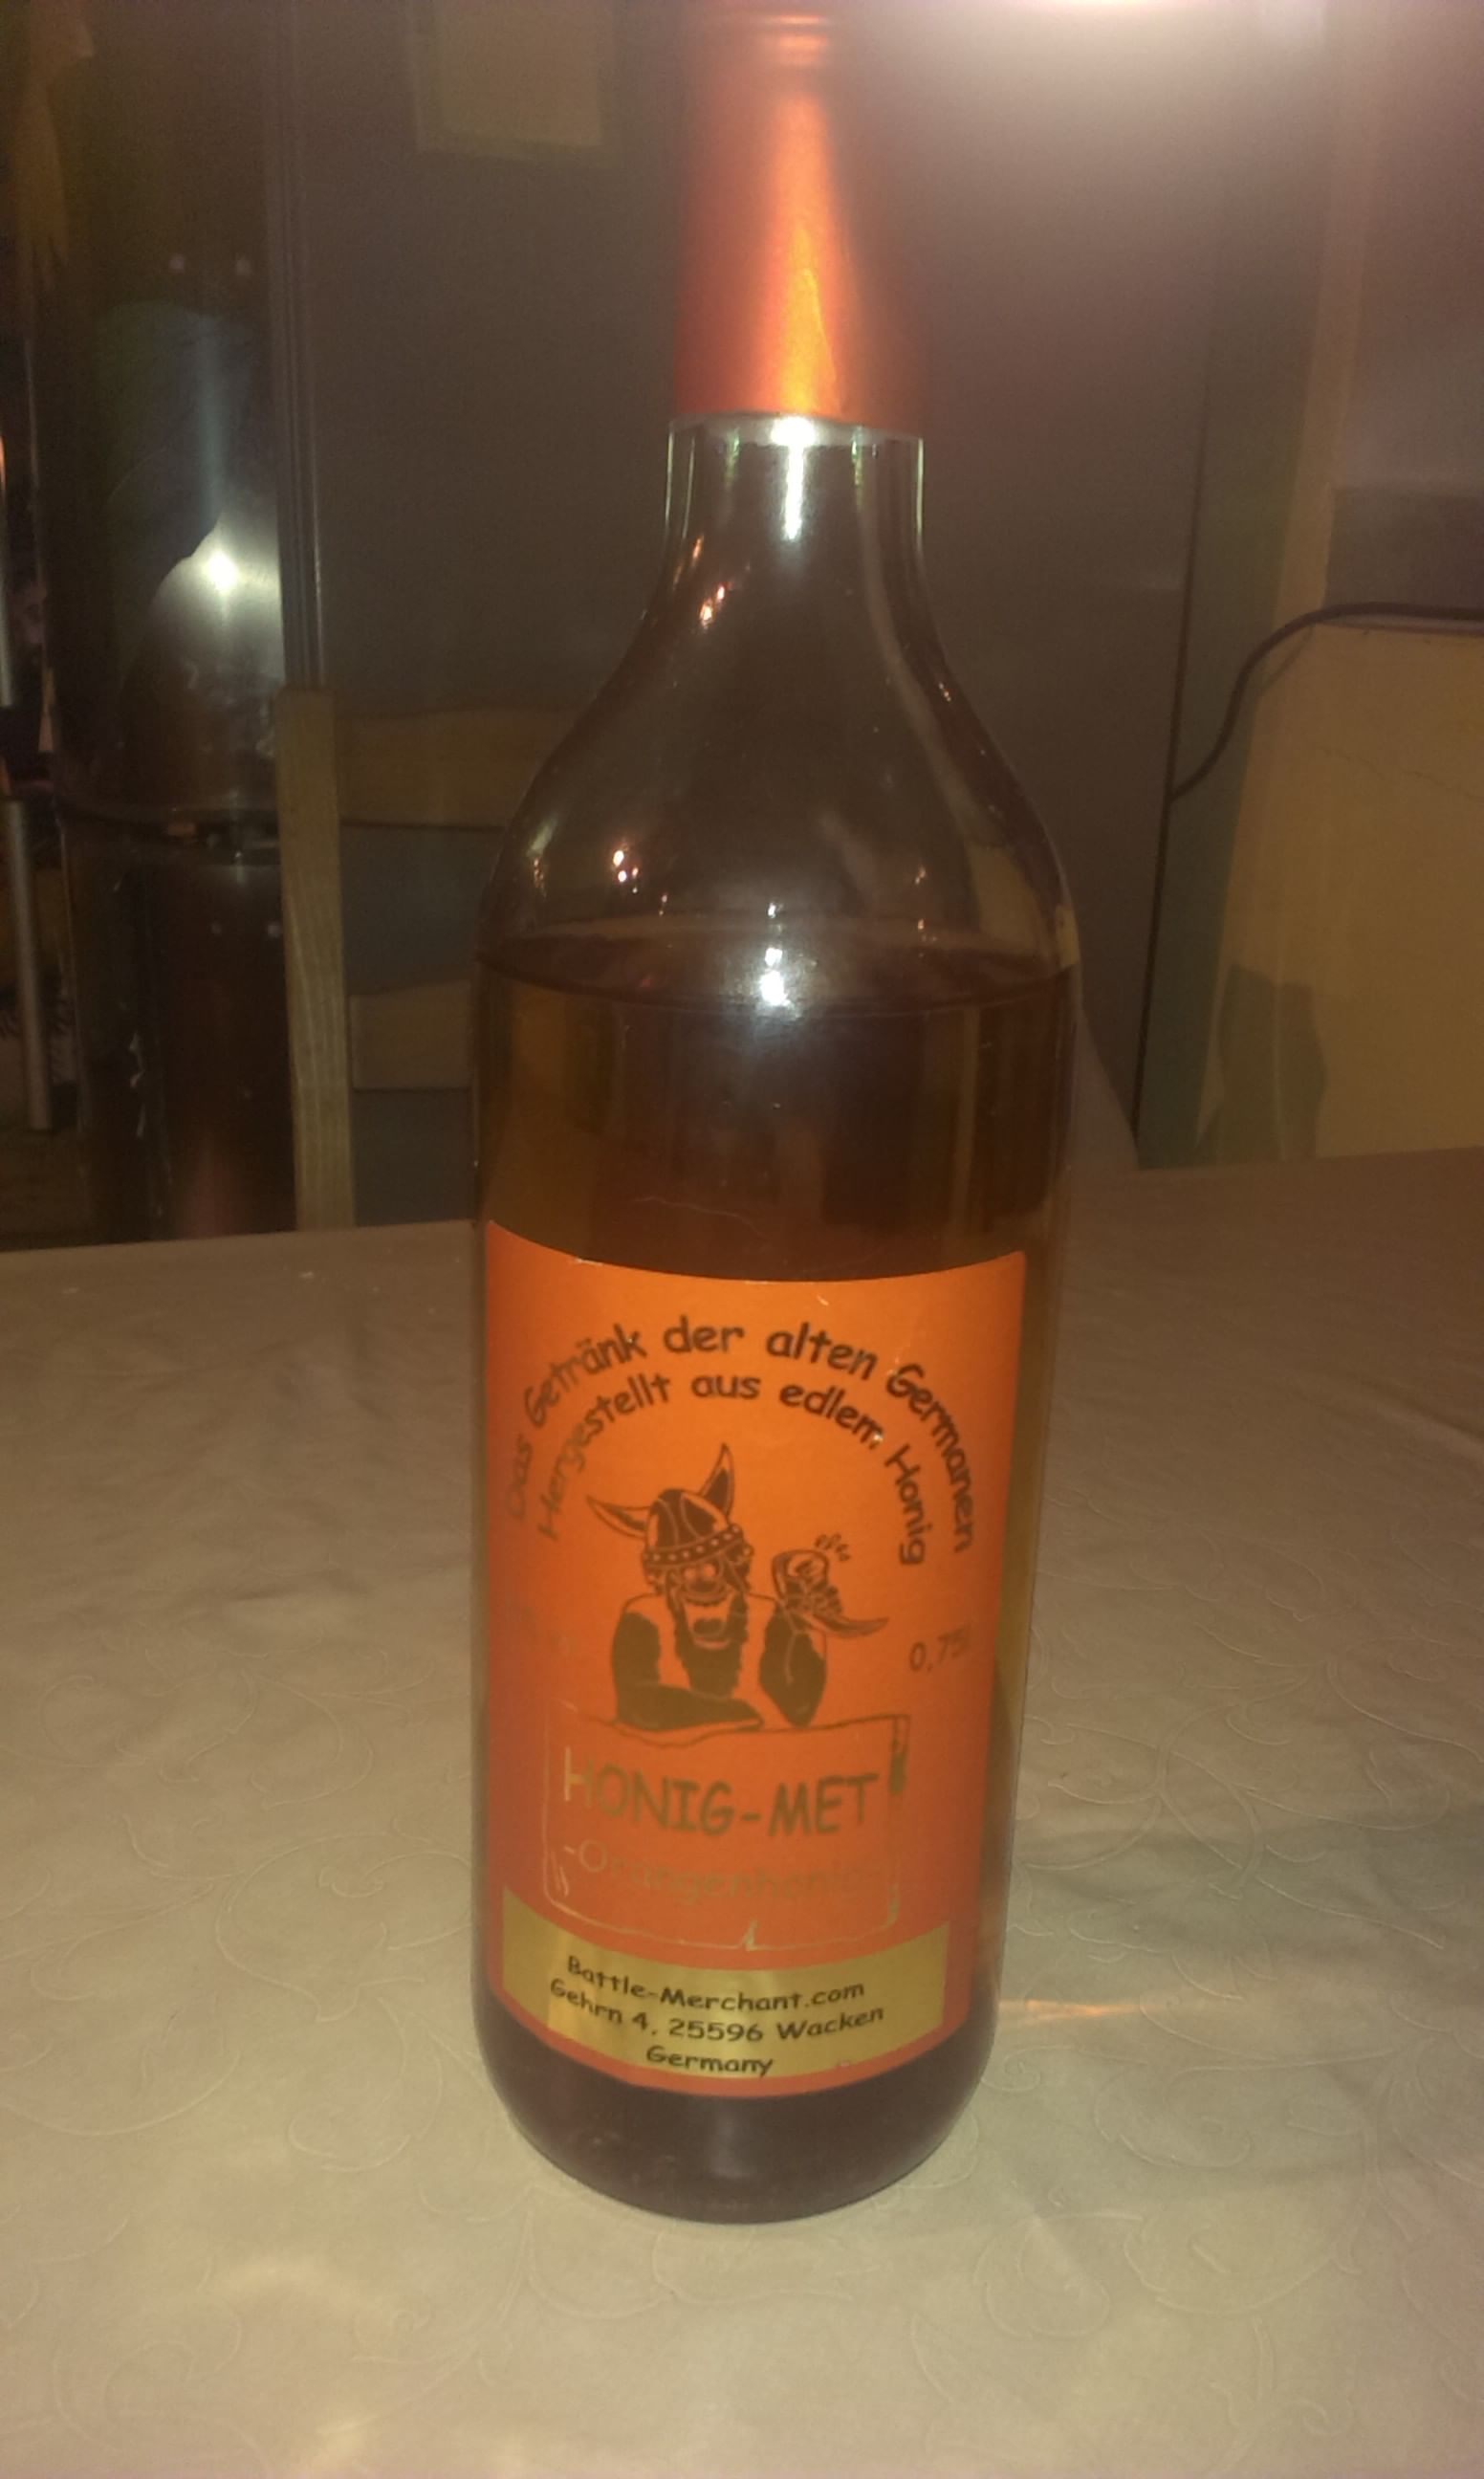 Das Getränk der alten Germanen
Hergestellt aus edlem Honig
0,75l
HONIG-MET
-Orangenhonig-
Battle-Merchant.com
Gehrn 4, 25596 Wacken
Germany